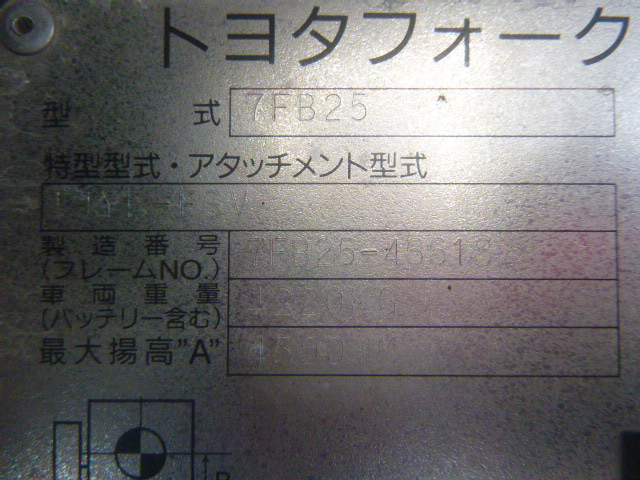 トヨタフォーク
型 式 7FB25
特型型式・アタッチメント型式
製造番号
(フレームNO.) 7FB25-45618
車両重量
(バッテリー含む)
最大揚高"A"